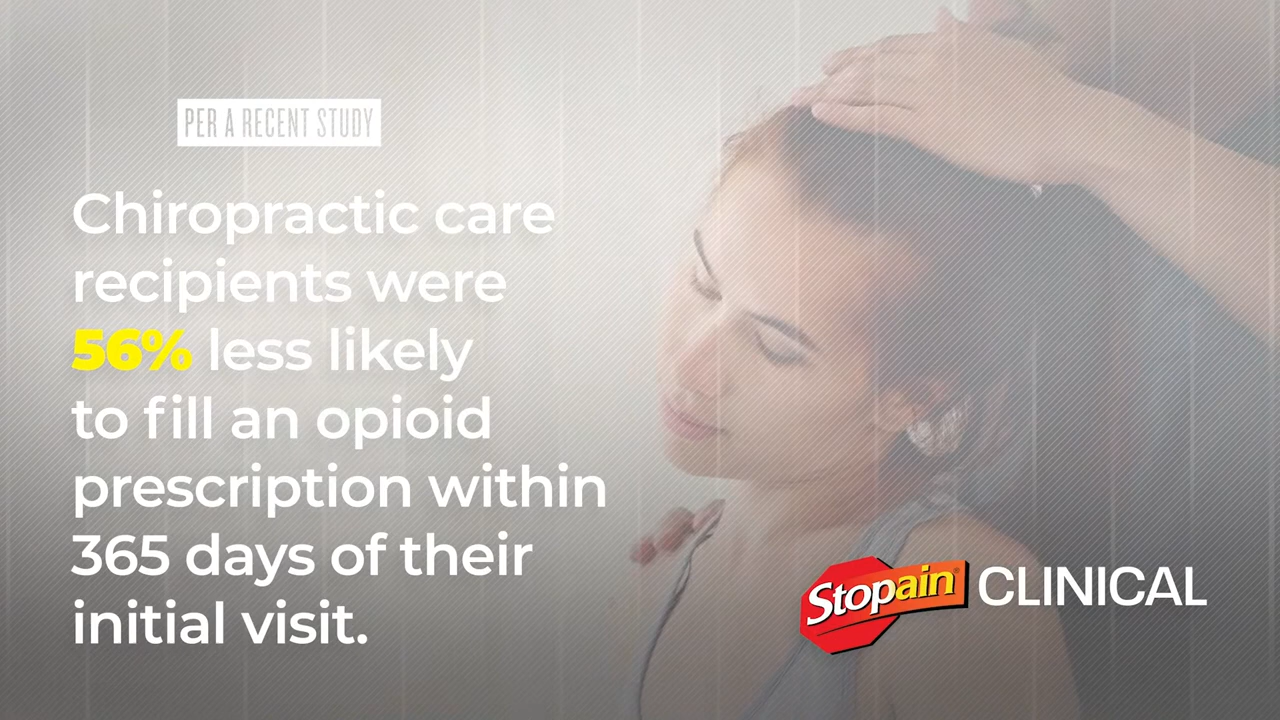 PER A RECENT STUDY
Chiropractic care
recipients were
56% less likely
to fill an opioid
prescription within
365 days of their
initial visit.
Stopain® CLINICAL